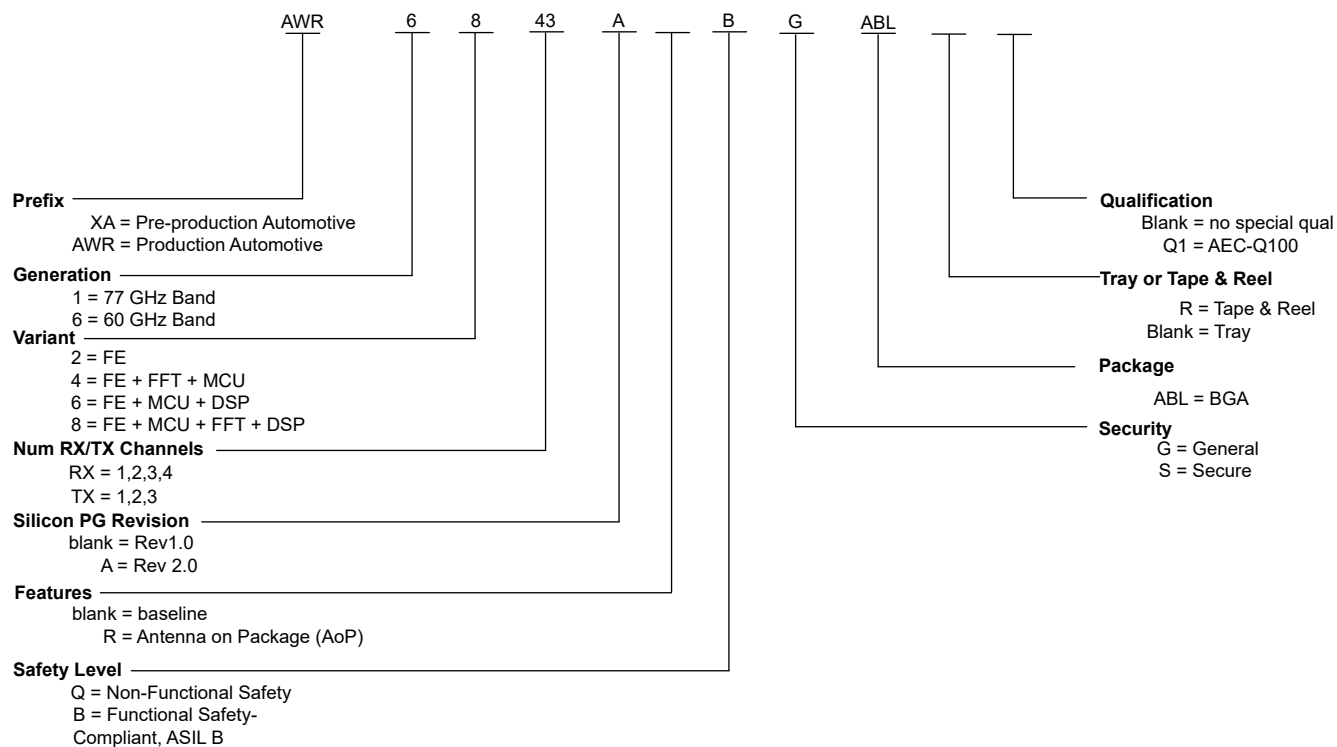 AWR 6 8 43 A B G ABL
Prefix
XA = Pre-production Automotive
AWR = Production Automotive
Generation
1 = 77 GHz Band
6 = 60 GHz Band
Variant
2 = FE
4 = FE + FFT + MCU
6 = FE + MCU + DSP
8 = FE + MCU + FFT + DSP
Num RX/TX Channels
RX = 1,2,3,4
TX = 1,2,3
Silicon PG Revision
blank = Rev1.0
A = Rev 2.0
Features
blank = baseline
R = Antenna on Package (AoP)
Safety Level
Q = Non-Functional Safety
B = Functional Safety-
Compliant, ASIL B
Qualification
Blank = no special qual
Q1 = AEC-Q100
Tray or Tape & Reel
R = Tape & Reel
Blank = Tray
Package
ABL = BGA
Security
G = General
S = Secure